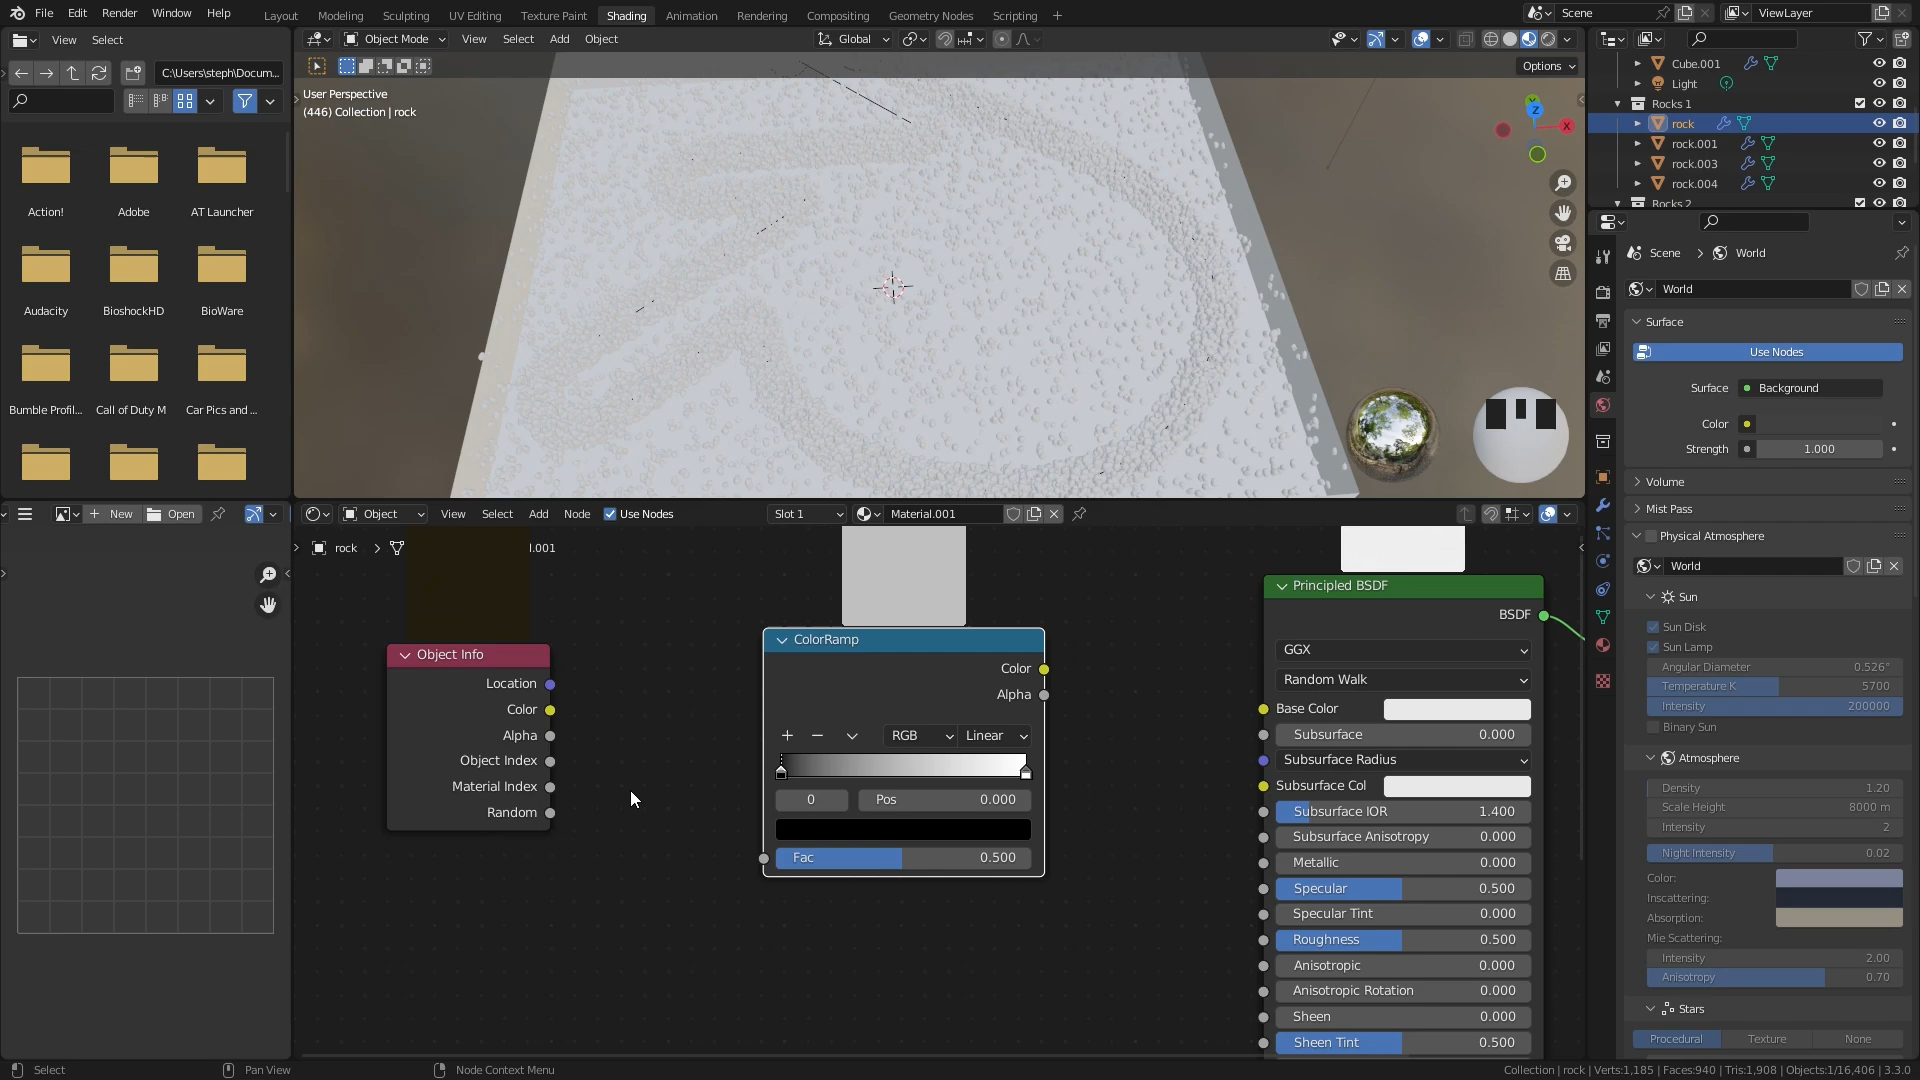 File Edit Render Window Help Layout Modeling Sculpting UV Editing Texture Paint Shading Animation Rendering Compositing Geometry Nodes Scripting + Scene ViewLayer
View Select C:\Users\steph\Docum...
Action! Adobe AT Launcher
Audacity BioshockHD BioWare
Bumble Profil... Call of Duty M Car Pics and ...
Object Mode View Select Add Object Global Options
User Perspective
(446) Collection | rock
Z X
Cube.001
Light
Rocks 1
rock
rock.001
rock.003
rock.004
Rocks 2
Scene > World
World
Surface
Use Nodes
Surface Background
Color
Strength 1.000
Volume
Mist Pass
Physical Atmosphere
World
Sun
Sun Disk
Sun Lamp
Angular Diameter 0.526°
Temperature K 5700
Intensity 200000
Binary Sun
Atmosphere
Density 1.20
Scale Height 8000 m
Intensity 2
Night Intensity 0.02
Color:
Inscattering:
Absorption:
Mie Scattering:
Intensity 2.00
Anisotropy 0.70
Stars
Procedural Texture None
+ New Open
Object View Select Add Node Use Nodes Slot 1 Material.001
rock > l.001
Object Info
Location
Color
Alpha
Object Index
Material Index
Random
ColorRamp
Color
Alpha
+ − RGB Linear
0 Pos 0.000
Fac 0.500
Principled BSDF
BSDF
GGX
Random Walk
Base Color
Subsurface 0.000
Subsurface Radius
Subsurface Col
Subsurface IOR 1.400
Subsurface Anisotropy 0.000
Metallic 0.000
Specular 0.500
Specular Tint 0.000
Roughness 0.500
Anisotropic 0.000
Anisotropic Rotation 0.000
Sheen 0.000
Sheen Tint 0.500
Select Pan View Node Context Menu Collection | rock | Verts:1,185 | Faces:940 | Tris:1,908 | Objects:1/16,406 | 3.3.0